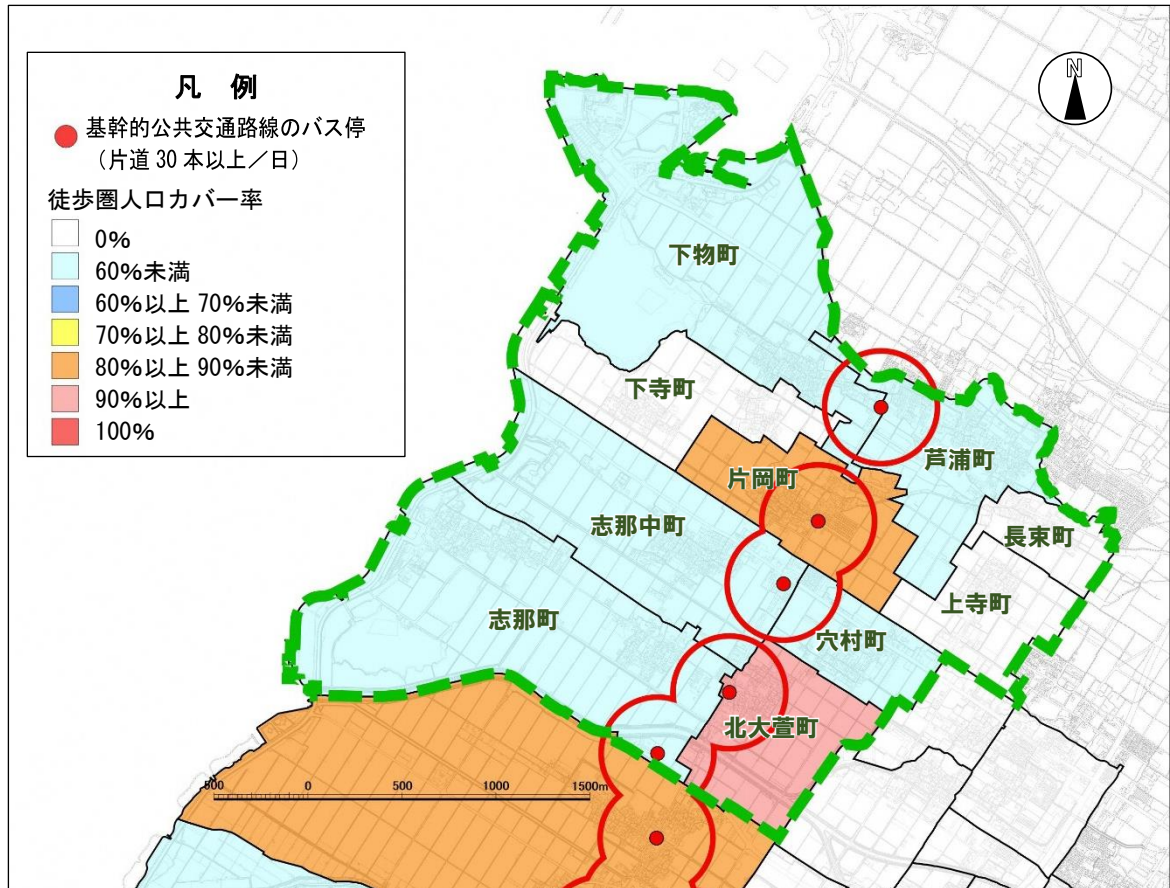 凡 例
基幹的公共交通路線のバス停
（片道 30 本以上／日）
徒歩圏人口カバー率
0%
60%未満
60%以上 70%未満
70%以上 80%未満
80%以上 90%未満
90%以上
100%
N
下物町
下寺町
芦浦町
片岡町
志那中町
長束町
上寺町
志那町
穴村町
北大萱町
500 0 500 1000 1500m